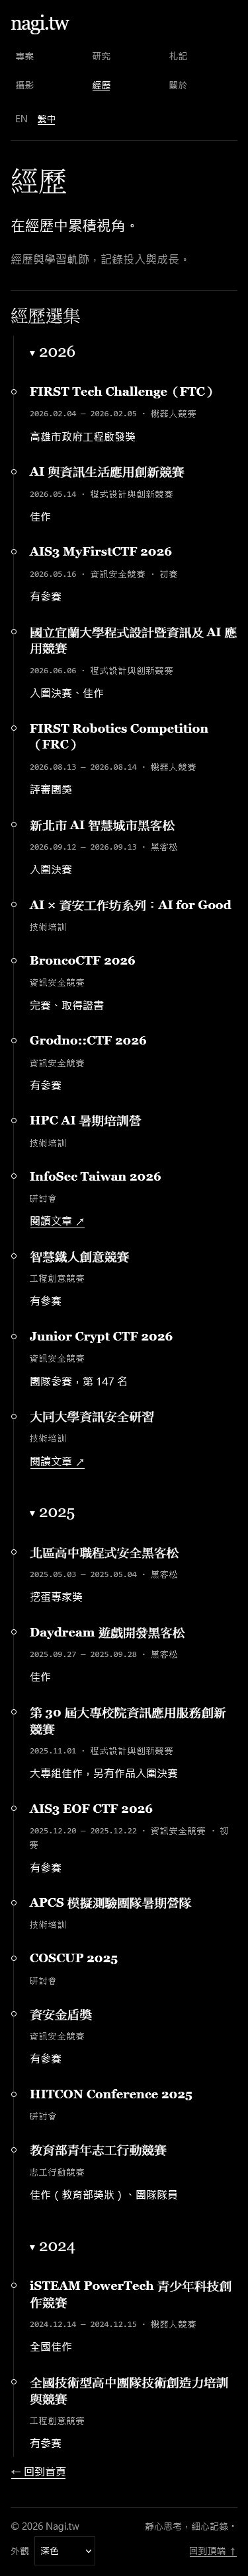 nagi.tw
專案 研究 札記
攝影 經歷 關於
EN 繁中
經歷
在經歷中累積視角。
經歷與學習軌跡，記錄投入與成長。
經歷選集
▾ 2026
FIRST Tech Challenge（FTC）
2026.02.04 — 2026.02.05 · 機器人競賽
高雄市政府工程啟發獎
AI 與資訊生活應用創新競賽
2026.05.14 · 程式設計與創新競賽
佳作
AIS3 MyFirstCTF 2026
2026.05.16 · 資訊安全競賽 · 初賽
有參賽
國立宜蘭大學程式設計暨資訊及 AI 應
用競賽
2026.06.06 · 程式設計與創新競賽
入圍決賽、佳作
FIRST Robotics Competition
（FRC）
2026.08.13 — 2026.08.14 · 機器人競賽
評審團獎
新北市 AI 智慧城市黑客松
2026.09.12 — 2026.09.13 · 黑客松
入圍決賽
AI × 資安工作坊系列：AI for Good
技術培訓
BroncoCTF 2026
資訊安全競賽
完賽、取得證書
Grodno::CTF 2026
資訊安全競賽
有參賽
HPC AI 暑期培訓營
技術培訓
InfoSec Taiwan 2026
研討會
閱讀文章 ↗
智慧鐵人創意競賽
工程創意競賽
有參賽
Junior Crypt CTF 2026
資訊安全競賽
團隊參賽，第 147 名
大同大學資訊安全研習
技術培訓
閱讀文章 ↗
▾ 2025
北區高中職程式安全黑客松
2025.05.03 — 2025.05.04 · 黑客松
挖蛋專家獎
Daydream 遊戲開發黑客松
2025.09.27 — 2025.09.28 · 黑客松
佳作
第 30 屆大專校院資訊應用服務創新
競賽
2025.11.01 · 程式設計與創新競賽
大專組佳作，另有作品入圍決賽
AIS3 EOF CTF 2026
2025.12.20 — 2025.12.22 · 資訊安全競賽 · 初
賽
有參賽
APCS 模擬測驗團隊暑期營隊
技術培訓
COSCUP 2025
研討會
資安金盾獎
資訊安全競賽
有參賽
HITCON Conference 2025
研討會
教育部青年志工行動競賽
志工行動競賽
佳作（教育部獎狀）、團隊隊員
▾ 2024
iSTEAM PowerTech 青少年科技創
作競賽
2024.12.14 — 2024.12.15 · 機器人競賽
全國佳作
全國技術型高中團隊技術創造力培訓
與競賽
工程創意競賽
有參賽
← 回到首頁
© 2026 Nagi.tw 靜心思考，細心記錄。
外觀 深色 回到頂端 ↑